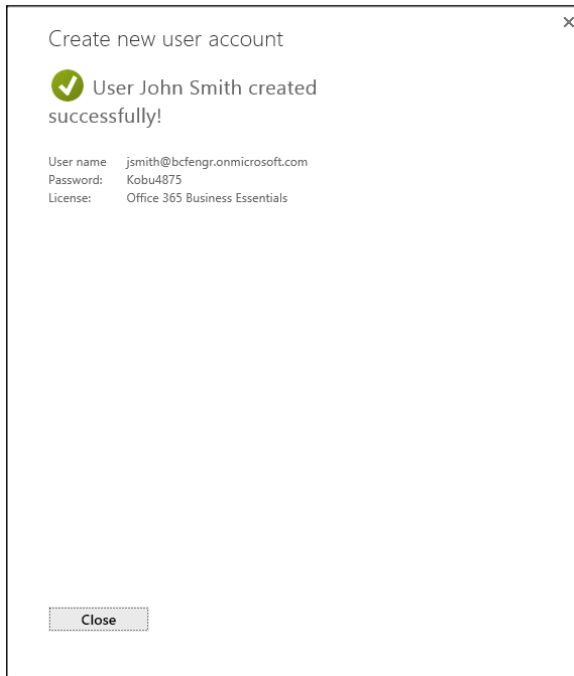 Create new user account
User John Smith created
successfully!
User name jsmith@bcfengr.onmicrosoft.com
Password: Kobu4875
License: Office 365 Business Essentials
Close